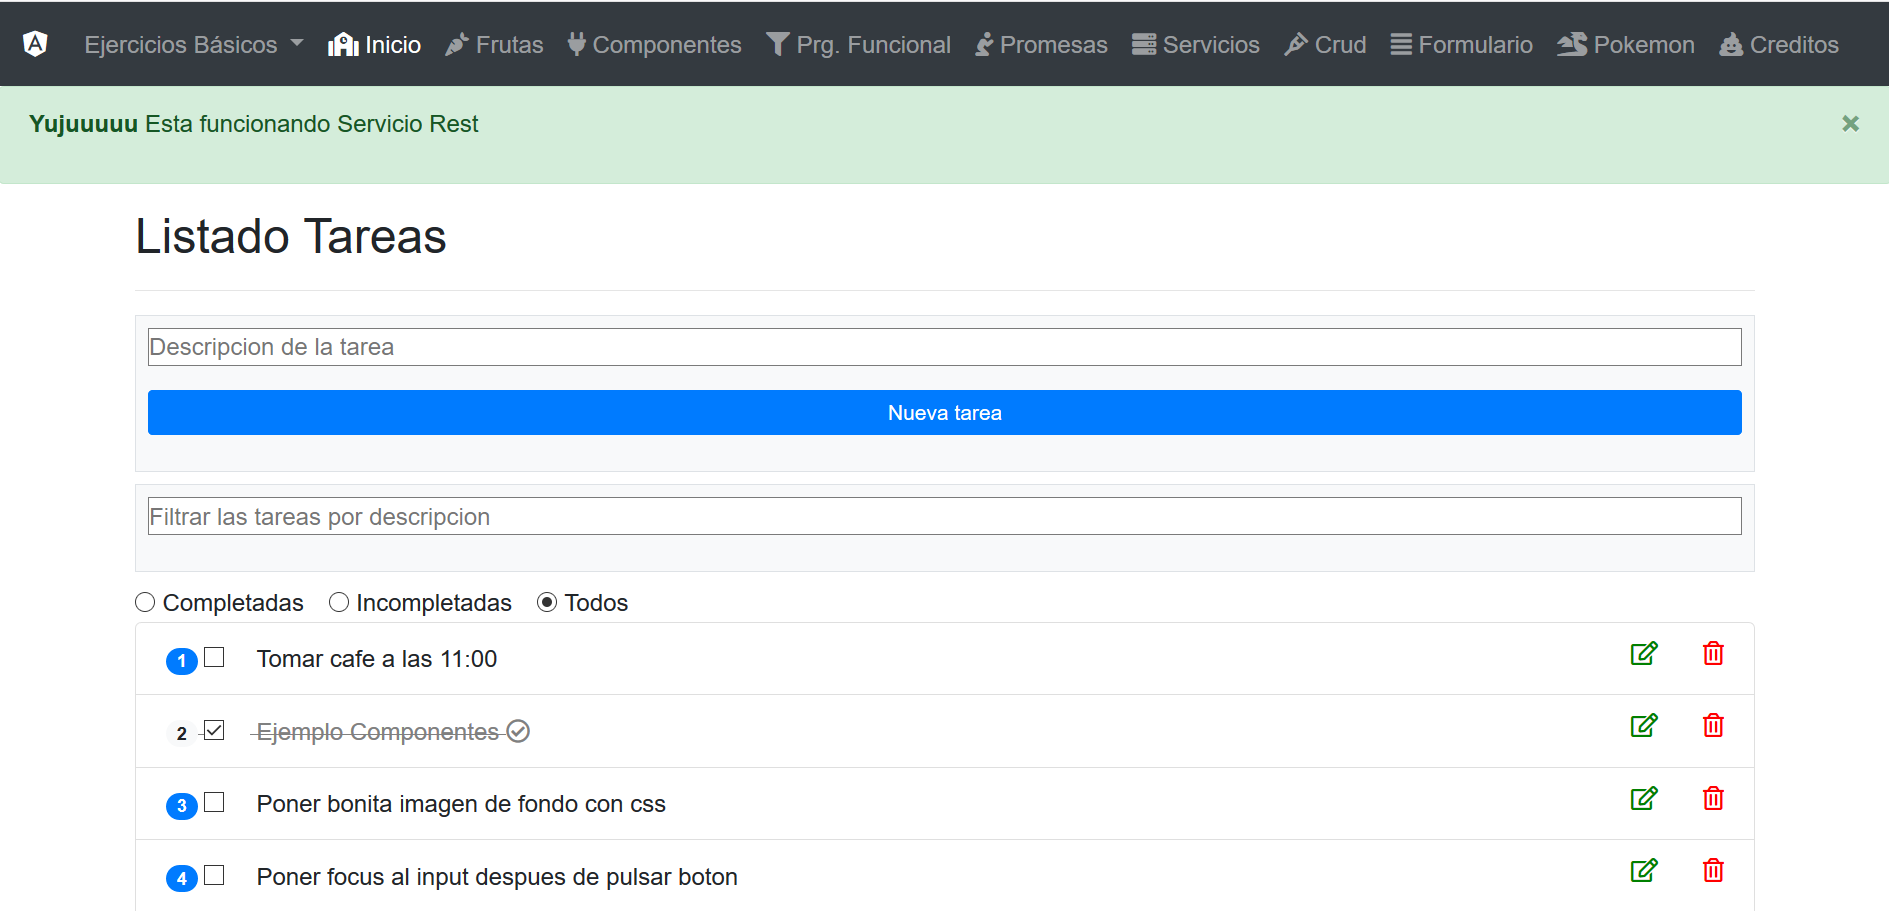 Ejercicios Básicos Inicio Frutas Componentes Prg. Funcional Promesas Servicios Crud Formulario Pokemon Creditos
Yujuuuuu Esta funcionando Servicio Rest ×
Listado Tareas
Descripcion de la tarea
Nueva tarea
Filtrar las tareas por descripcion
Completadas Incompletadas Todos
1 Tomar cafe a las 11:00
2 Ejemplo Componentes
3 Poner bonita imagen de fondo con css
4 Poner focus al input despues de pulsar boton